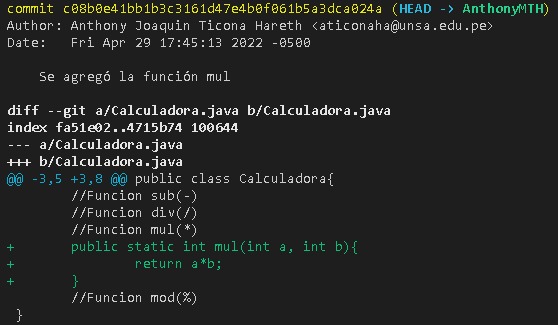 commit c08b0e41bb1b3c3161d47e4b0f061b5a3dca024a (HEAD -> AnthonyMTH)
Author: Anthony Joaquin Ticona Hareth <aticonaha@unsa.edu.pe>
Date:   Fri Apr 29 17:45:13 2022 -0500
    Se agregó la función mul
diff --git a/Calculadora.java b/Calculadora.java
index fa51e02..4715b74 100644
--- a/Calculadora.java
+++ b/Calculadora.java
@@ -3,5 +3,8 @@ public class Calculadora{
        //Funcion sub(-)
        //Funcion div(/)
        //Funcion mul(*)
+       public static int mul(int a, int b){
+               return a*b;
+       }
        //Funcion mod(%)
 }